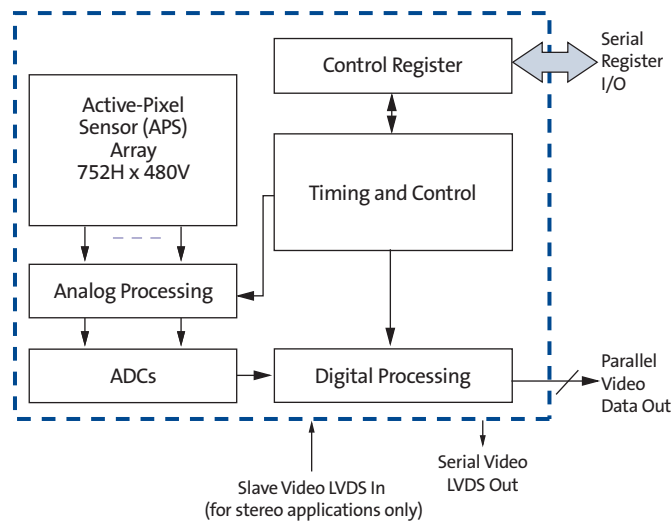 Control Register
Serial
Register
I/O
Active-Pixel
Sensor (APS)
Array
752H x 480V
Timing and Control
Analog Processing
ADCs
Digital Processing
Parallel
Video
Data Out
Slave Video LVDS In
(for stereo applications only)
Serial Video
LVDS Out